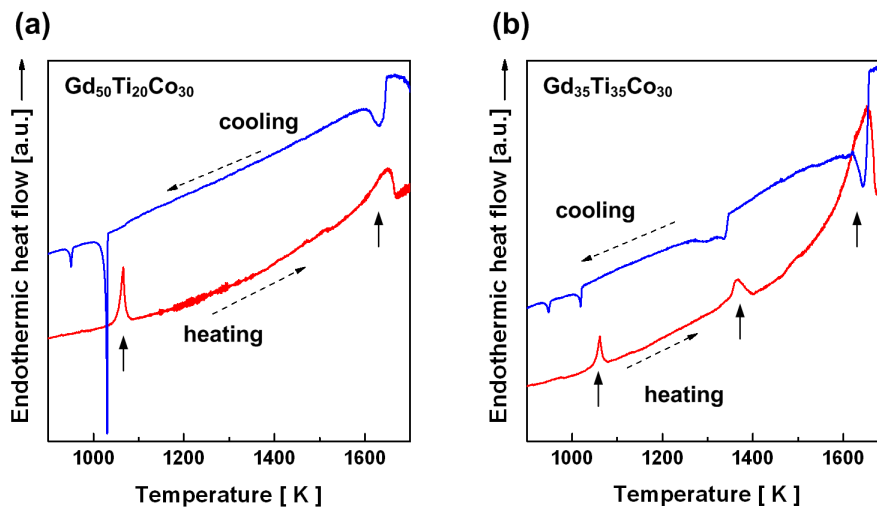 (a)
Endothermic heat flow [a.u.]
Gd50Ti20Co30
cooling
heating
1000 1200 1400 1600
Temperature [ K ]
(b)
Endothermic heat flow [a.u.]
Gd35Ti35Co30
cooling
heating
1000 1200 1400 1600
Temperature [ K ]